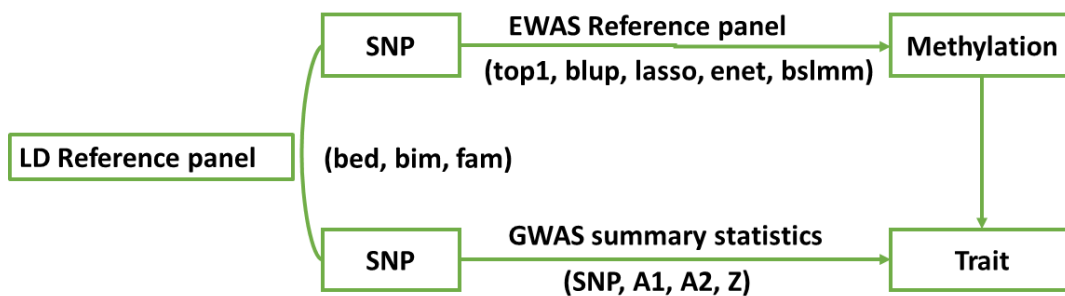 SNP
EWAS Reference panel
Methylation
(top1, blup, lasso, enet, bslmm)
LD Reference panel
(bed, bim, fam)
SNP
GWAS summary statistics
Trait
(SNP, A1, A2, Z)